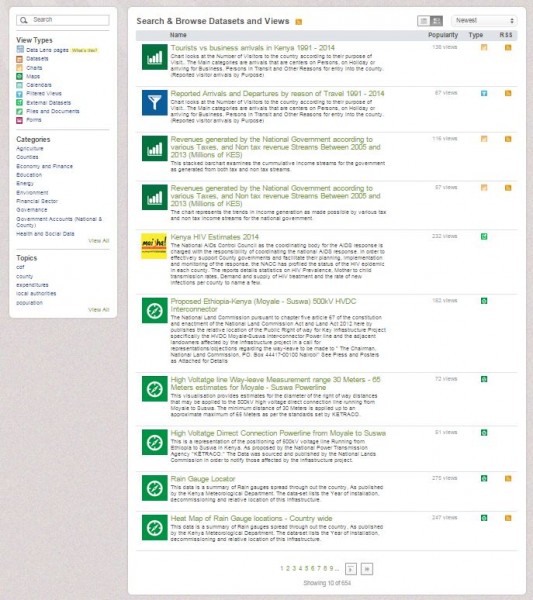 Search
View Types
Data Lens pages What's this?
Datasets
Charts
Maps
Calendars
Filtered Views
External Datasets
Files and Documents
Forms
Categories
Agriculture
Counties
Economy and Finance
Education
Energy
Environment
Financial Sector
Governance
Government Accounts (National &
County)
Health and Social Data
View All
Topics
cdf
county
expenditures
local authorities
population
View All
Search & Browse Datasets and Views
Newest
Name Popularity Type RSS
Tourists vs business arrivals in Kenya 1991 - 2014
138 views
Chart looks at the Number of Visitors to the country according to their purpose of
Visit. The Main categories are that arrivals that are centers on Persons, on Holiday or
arriving for Business. Persons in Transit and Other Reasons for entry into the county.
(Reported visitor arrivals by Purpose)
Reported Arrivals and Departures by reason of Travel 1991 - 2014
67 views
Chart looks at the Number of Visitors to the country according to their purpose of
Visit. The Main categories are that arrivals that are centers on Persons, on Holiday or
arriving for Business. Persons in Transit and Other Reasons for entry into the county.
(Reported visitor arrivals by Purpose)
Revenues generated by the National Government according to
various Taxes, and Non tax revenue Streams Between 2005 and
2013 (Millions of KES)
116 views
This stacked barchart examines the cummulative income streams for the government
as generated from both tax and non tax streams.
Revenues generated by the National Government according to
various Taxes, and Non tax revenue Streams Between 2005 and
2013 (Millions of KES)
57 views
The chart represents the trends in income generation as made possible by various tax
and non tax income streams for the national government.
Kenya HIV Estimates 2014
232 views
The National Aids Control Council as the coordinating body for the AIDS response is
charged with the responsibility of coordinating the national AIDS response. In order to
effectively support County governments and facilitate their planning, implementation
and monitoring of the response, the NACC has profiled the status of the HIV epidemic
in each county. The reports details statistics on HIV Prevalence, Mother to child
transmission rates, Demand and supply of HIV treatment and the rate of new
infections per county to name a few.
Proposed Ethiopia-Kenya (Moyale - Suswa) 500kV HVDC
Interconnector
163 views
The National Land Commission pursuant to chapter five article 67 of the constitution
and enactment of the National Land Commission Act and Land Act 2012 here by
publishes the relative location of the Public Right of way for Key Infrastructure Project
specifically the HVDC Moyale-Suswa Interconnector Power line and the adjacent
landowners affected by the Infrastructure project in a call for
representations/objections regarding the way-leave to be made to " The Chairman,
National Land Commission, P.O. Box 44417-00100 Nairobi" See Press and Posters
as Attached for Details
High Voltatge line Way-leave Measurement range 30 Meters - 65
Meters estimates for Moyale - Suswa Powerline
72 views
This visualisation provides estimates for the diameter of the right of way distances
that may be applied to the 500kV high voltage direct connection line running from
Moyale to Suswa. The minimum distance of 30 Meters is applied up to an
approximate maximum of 65 Meters as per the standards set by KETRACO.
High Voltatge Direct Connection Powerline from Moyale to Suswa
91 views
This is a representation of the positioning of 500kV voltage line Running from
Ethiopia to Suswa in Kenya. As proposed by the National Power Transmission
Agency "KETRACO." The Data was sourced and published by the National Lands
Commission in order to notify those affected by the Infrastructure project.
Rain Gauge Locator
275 views
This data is a summary of Rain gauges spread through out the country. As published
by the Kenya Meteorological Department. The data-set lists the Year of installation,
decommissioning and relative location of this Infrastructure.
Heat Map of Rain Gauge locations - Country wide
247 views
This data is a summary of Rain gauges spread through out the country. As published
by the Kenya Meteorological Department. The data-set lists the Year of Installation,
decommissioning and relative location of this infrastructure.
1 2 3 4 5 6 7 8 9 ...
Showing 10 of 654